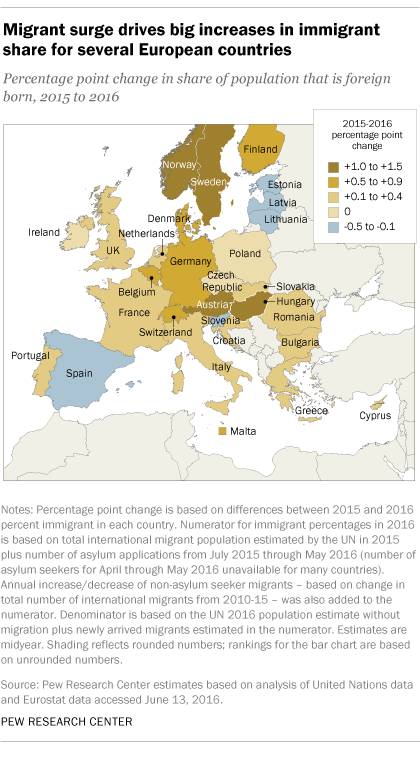 Migrant surge drives big increases in immigrant
share for several European countries
Percentage point change in share of population that is foreign
born, 2015 to 2016
2015-2016
percentage point
change
+1.0 to +1.5
+0.5 to +0.9
+0.1 to +0.4
0
-0.5 to -0.1
Finland
Norway
Sweden
Estonia
Latvia
Lithuania
Denmark
Netherlands
Ireland
UK
Poland
Germany
Czech
Republic
Belgium
Slovakia
Austria
Hungary
France
Slovenia
Romania
Switzerland
Croatia
Bulgaria
Portugal
Italy
Spain
Greece
Cyprus
Malta
Notes: Percentage point change is based on differences between 2015 and 2016
percent immigrant in each country. Numerator for immigrant percentages in 2016
is based on total international migrant population estimated by the UN in 2015
plus number of asylum applications from July 2015 through May 2016 (number of
asylum seekers for April through May 2016 unavailable for many countries).
Annual increase/decrease of non-asylum seeker migrants – based on change in
total number of international migrants from 2010-15 – was also added to the
numerator. Denominator is based on the UN 2016 population estimate without
migration plus newly arrived migrants estimated in the numerator. Estimates are
midyear. Shading reflects rounded numbers; rankings for the bar chart are based
on unrounded numbers.
Source: Pew Research Center estimates based on analysis of United Nations data
and Eurostat data accessed June 13, 2016.
PEW RESEARCH CENTER